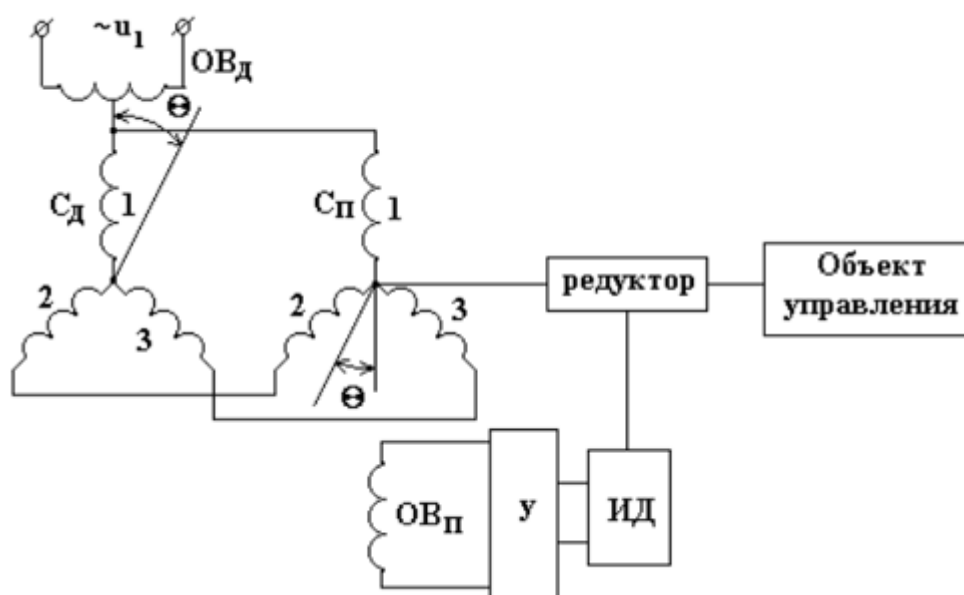 ~u1
ОВД
Θ
СД
1
СП
1
2
3
2
3
Θ
редуктор
Объект
управления
ОВП
У
ИД